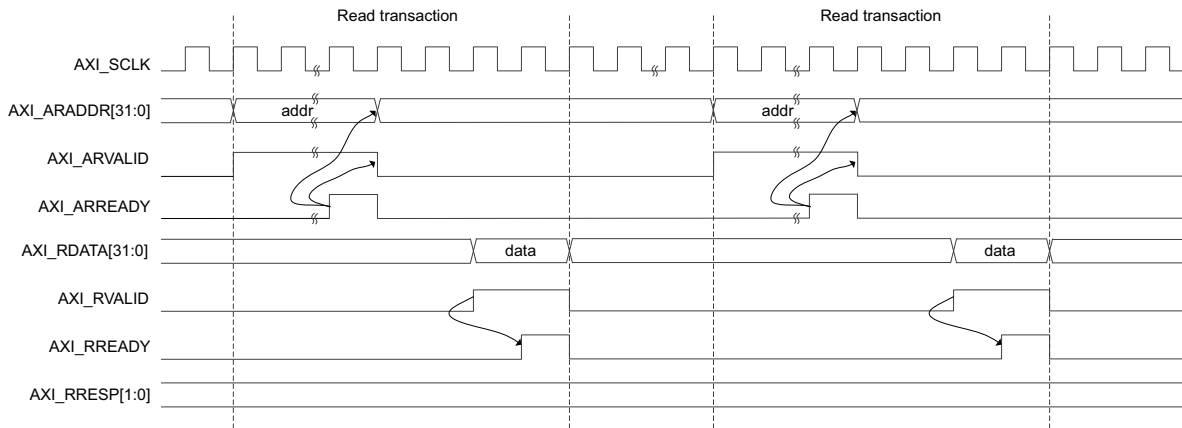 Read transaction Read transaction
AXI_SCLK
AXI_ARADDR[31:0] addr addr
AXI_ARVALID
AXI_ARREADY
AXI_RDATA[31:0] data data
AXI_RVALID
AXI_RREADY
AXI_RRESP[1:0]